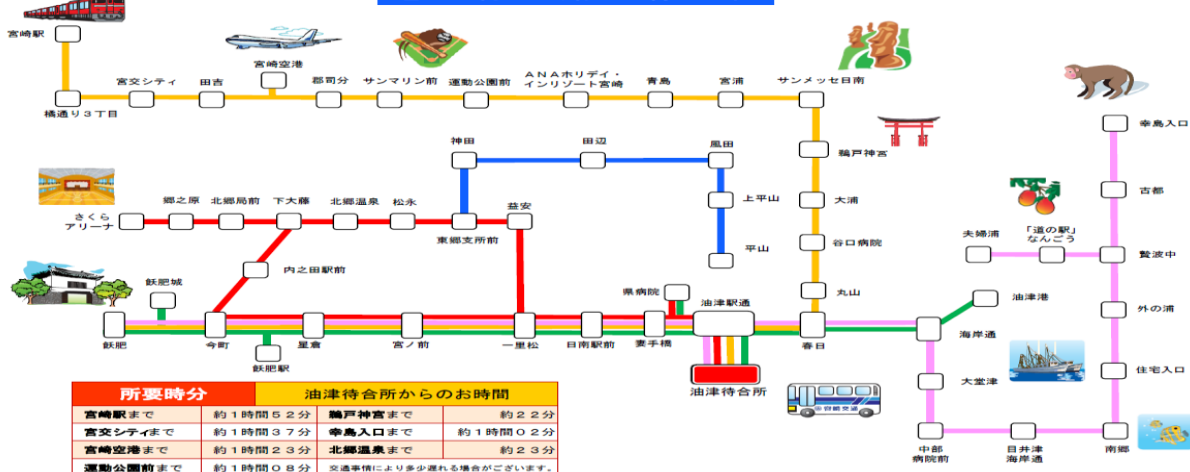 宮崎駅
宮崎空港
ANAホリデイ・
インリゾート宮崎
宮交シティ
田吉
郡司分
サンマリン前
運動公園前
青島
宮浦
サンメッセ日南
橘通り3丁目
幸島入口
神田
田辺
風田
鵜戸神宮
古都
上平山
大浦
郷之原
北郷局前
下大藤
北郷温泉
松永
益安
さくら
アリーナ
東郷支所前
夫婦浦
「道の駅」
なんごう
贄波中
谷口病院
平山
内之田駅前
飫肥城
県病院
油津駅通
丸山
油津港
外の浦
飫肥
今町
星倉
宮ノ前
一里松
日南駅前
妻手橋
春日
海岸通
飫肥駅
住宅入口
大堂津
油津待合所
宮崎交通
中部
病院前
目井津
海岸通
南郷
所要時分
油津待合所からのお時間
宮崎駅まで 約1時間52分 鵜戸神宮まで 約22分
宮交シティまで 約1時間37分 幸島入口まで 約1時間02分
宮崎空港まで 約1時間23分 北郷温泉まで 約23分
運動公園前まで 約1時間08分 交通事情により多少遅れる場合がございます。